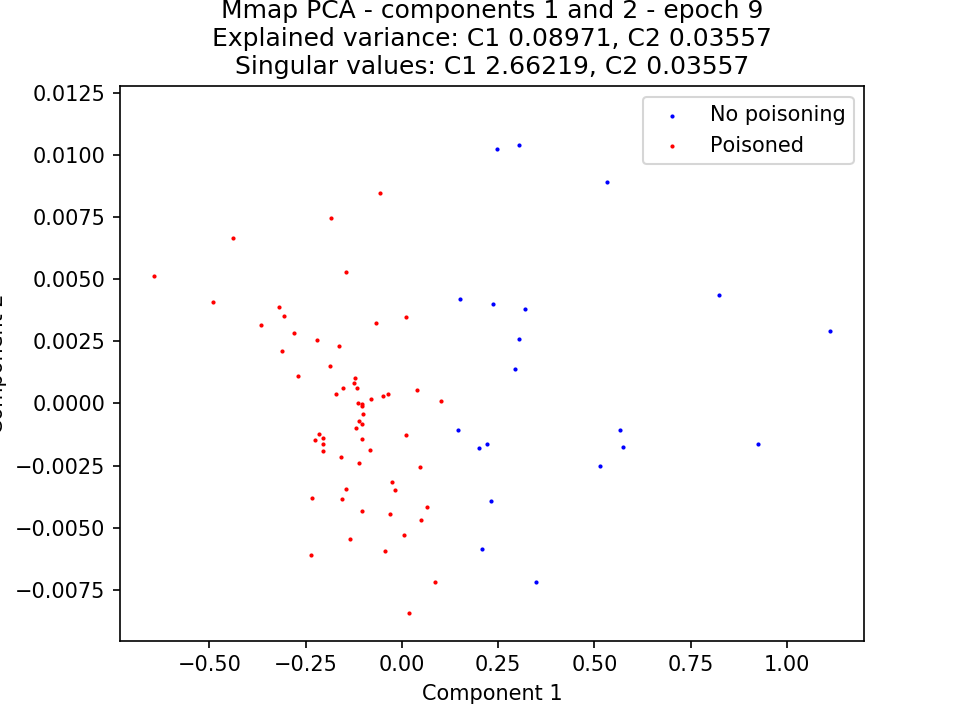 Mmap PCA - components 1 and 2 - epoch 9
Explained variance: C1 0.08971, C2 0.03557
Singular values: C1 2.66219, C2 0.03557
No poisoning
Poisoned
0.0125
0.0100
0.0075
0.0050
0.0025
0.0000
−0.0025
−0.0050
−0.0075
−0.50 −0.25 0.00 0.25 0.50 0.75 1.00
Component 1